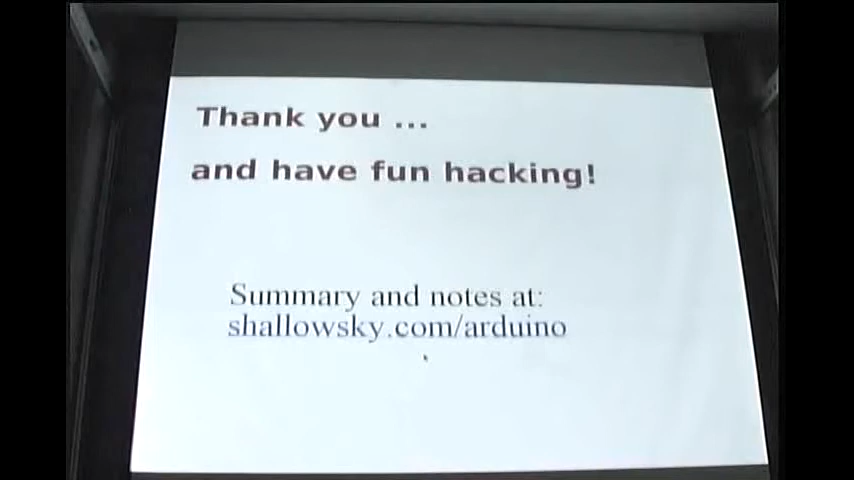 Thank you ...
and have fun hacking!
Summary and notes at:
shallowsky.com/arduino